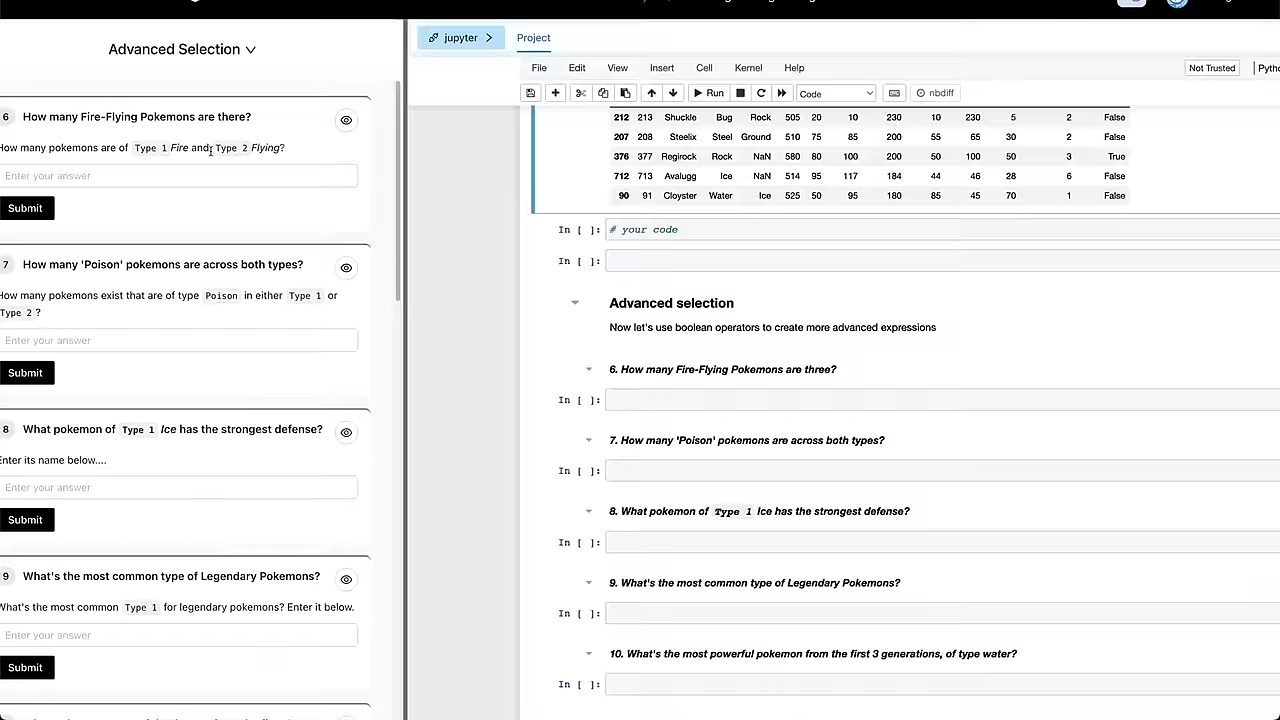 Advanced Selection
6 How many Fire-Flying Pokemons are there?
How many pokemons are of Type 1 Fire and Type 2 Flying?
Enter your answer
Submit
7 How many 'Poison' pokemons are across both types?
How many pokemons exist that are of type Poison in either Type 1 or
Type 2 ?
Enter your answer
Submit
8 What pokemon of Type 1 Ice has the strongest defense?
Enter its name below....
Enter your answer
Submit
9 What's the most common type of Legendary Pokemons?
What's the most common Type 1 for legendary pokemons? Enter it below.
Enter your answer
Submit
jupyter
Project
File Edit View Insert Cell Kernel Help
Not Trusted
Run
Code
nbdiff
212 213 Shuckle Bug Rock 505 20 10 230 10 230 5 2 False
207 208 Steelix Steel Ground 510 75 85 200 55 65 30 2 False
376 377 Regirock Rock NaN 580 80 100 200 50 100 50 3 True
712 713 Avalugg Ice NaN 514 95 117 184 44 46 28 6 False
90 91 Cloyster Water Ice 525 50 95 180 85 45 70 1 False
In [ ]: # your code
In [ ]:
Advanced selection
Now let's use boolean operators to create more advanced expressions
6. How many Fire-Flying Pokemons are three?
In [ ]:
7. How many 'Poison' pokemons are across both types?
In [ ]:
8. What pokemon of Type 1 Ice has the strongest defense?
In [ ]:
9. What's the most common type of Legendary Pokemons?
In [ ]:
10. What's the most powerful pokemon from the first 3 generations, of type water?
In [ ]: